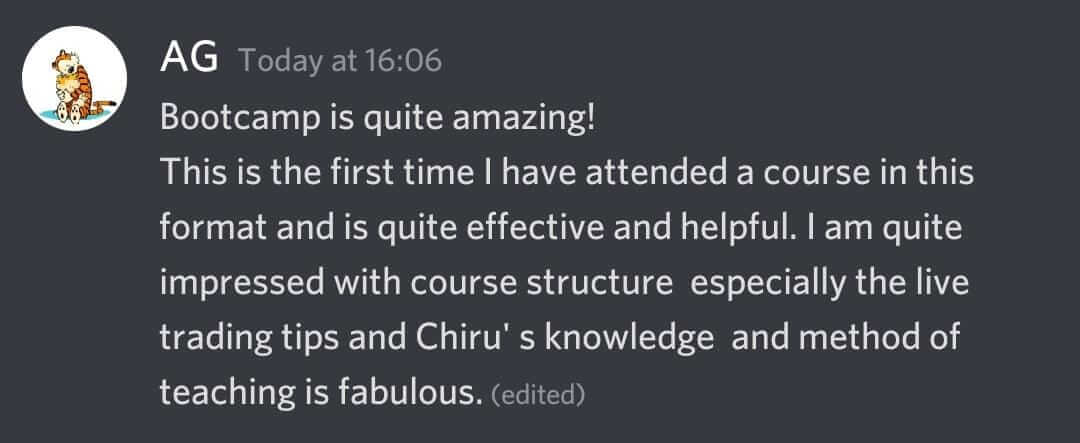 AG Today at 16:06
Bootcamp is quite amazing!
This is the first time I have attended a course in this
format and is quite effective and helpful. I am quite
impressed with course structure  especially the live
trading tips and Chiru' s knowledge  and method of
teaching is fabulous. (edited)